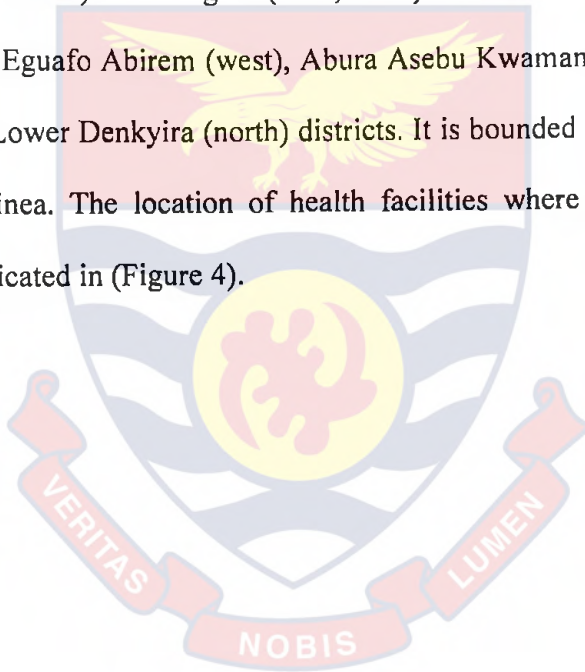 Eguafo Abirem (west), Abura Asebu Kwaman
Lower Denkyira (north) districts. It is bounded
inea. The location of health facilities where
icated in (Figure 4).
VERITAS
NOBIS
LUMEN